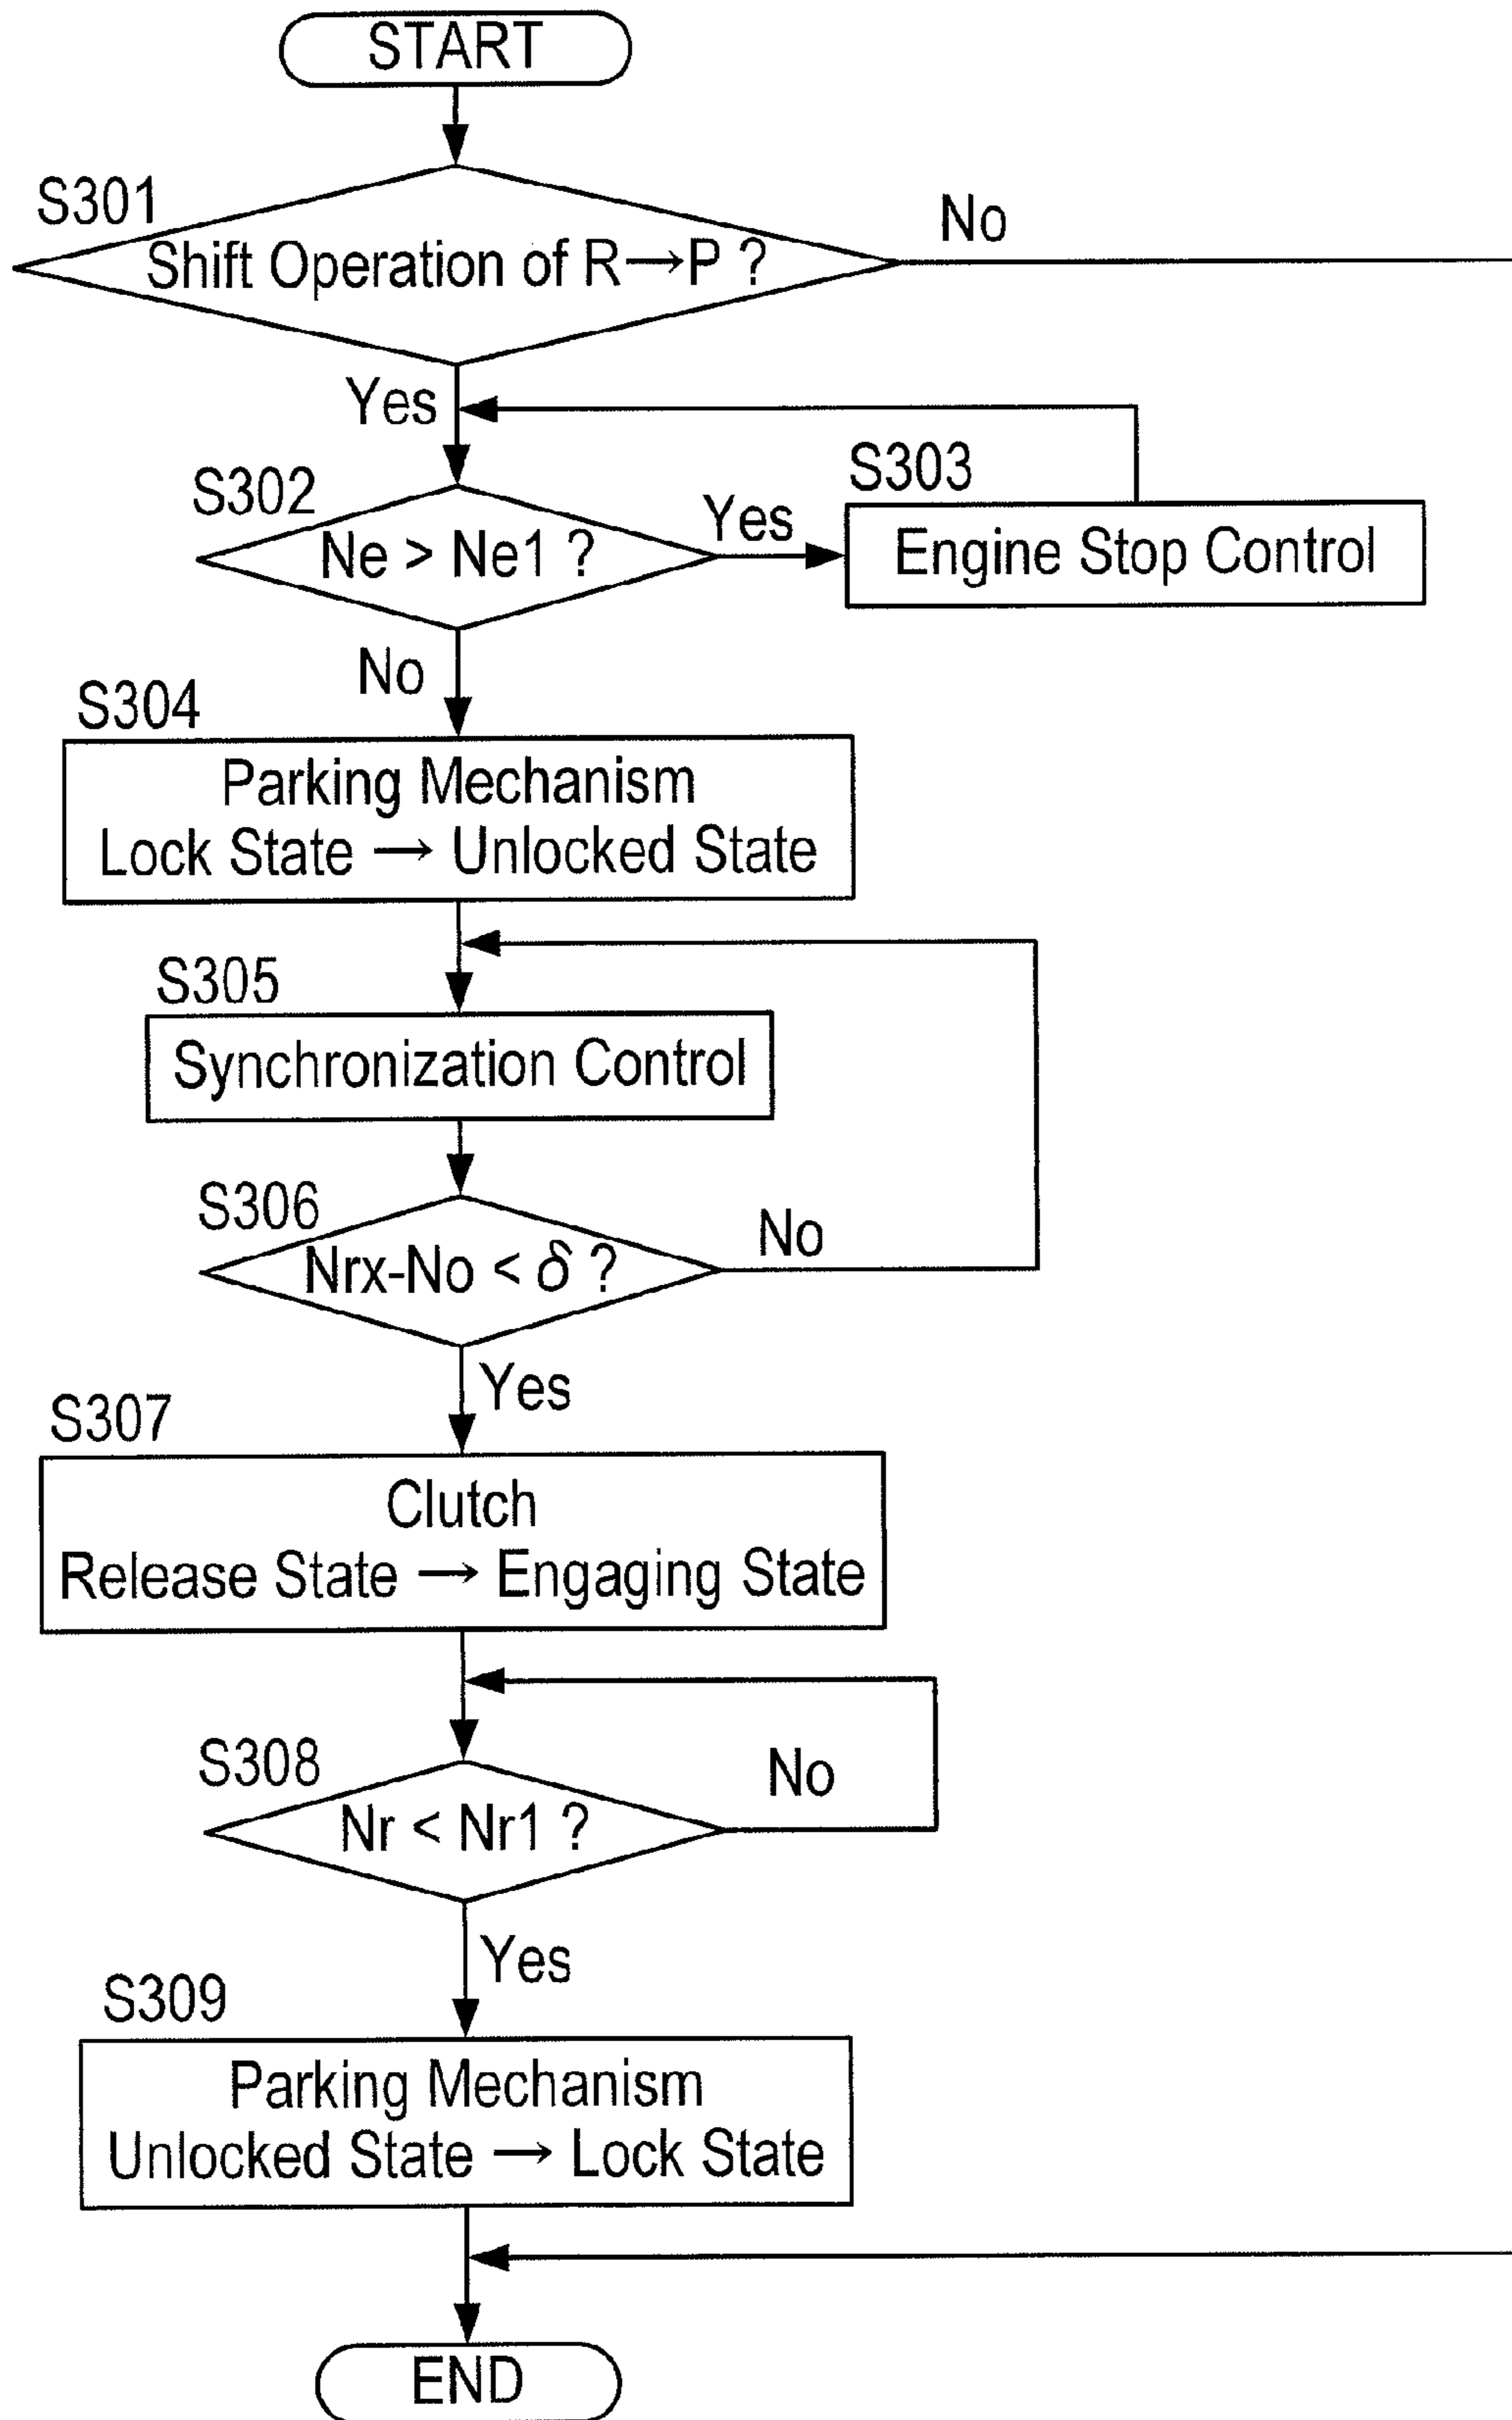 START
S301
Shift Operation of R→P ?
No
Yes
S302
Ne > Ne1 ?
Yes
S303
Engine Stop Control
No
S304
Parking Mechanism
Lock State → Unlocked State
S305
Synchronization Control
S306
Nrx-No < δ ?
No
Yes
S307
Clutch
Release State → Engaging State
S308
Nr < Nr1 ?
No
Yes
S309
Parking Mechanism
Unlocked State → Lock State
END